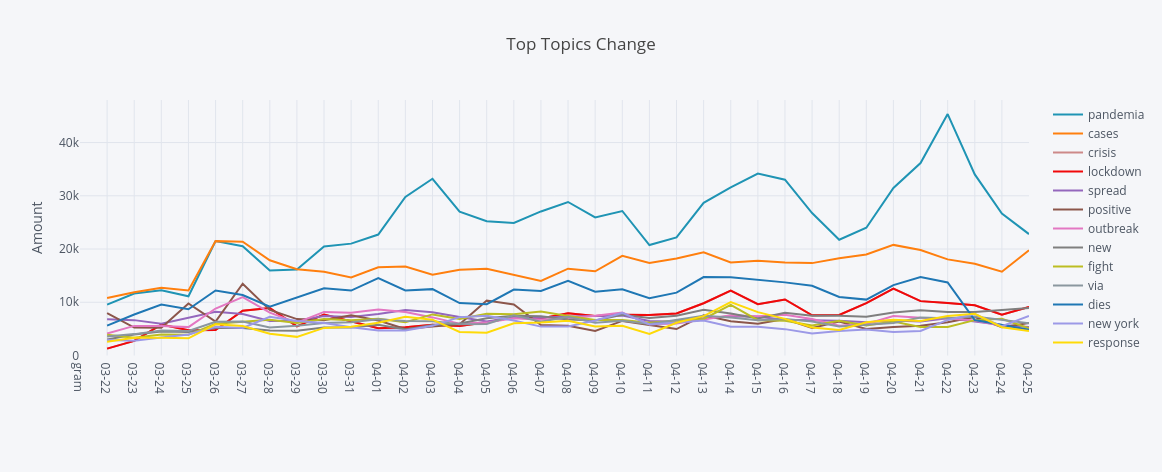 Top Topics Change
Amount
40k
30k
20k
10k
0
gram
03-22
03-23
03-24
03-25
03-26
03-27
03-28
03-29
03-30
03-31
04-01
04-02
04-03
04-04
04-05
04-06
04-07
04-08
04-09
04-10
04-11
04-12
04-13
04-14
04-15
04-16
04-17
04-18
04-19
04-20
04-21
04-22
04-23
04-24
04-25
pandemia
cases
crisis
lockdown
spread
positive
outbreak
new
fight
via
dies
new york
response